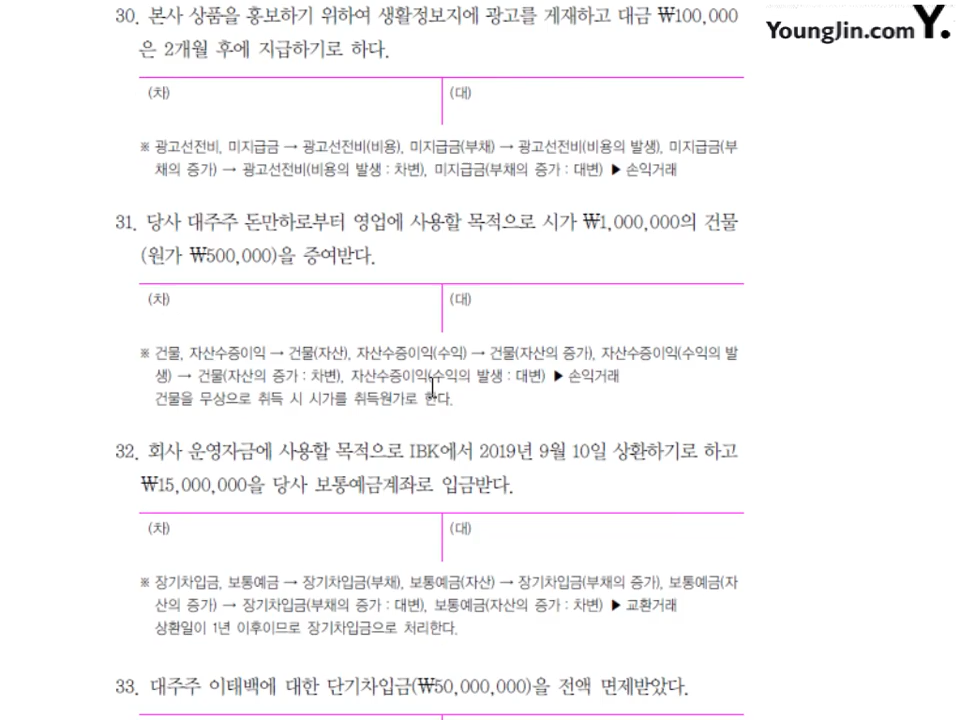 30. 본사 상품을 홍보하기 위하여 생활정보지에 광고를 게재하고 대금 ₩100,000
은 2개월 후에 지급하기로 하다.
YoungJin.com Y.
(차) (대)
※ 광고선전비, 미지급금 → 광고선전비(비용), 미지급금(부채) → 광고선전비(비용의 발생), 미지급금(부
채의 증가) → 광고선전비(비용의 발생 : 차변), 미지급금(부채의 증가 : 대변) ▶ 손익거래
31. 당사 대주주 돈만하로부터 영업에 사용할 목적으로 시가 ₩1,000,000의 건물
(원가 ₩500,000)을 증여받다.
(차) (대)
※ 건물, 자산수증이익 → 건물(자산), 자산수증이익(수익) → 건물(자산의 증가), 자산수증이익(수익의 발
생) → 건물(자산의 증가 : 차변), 자산수증이익(수익의 발생 : 대변) ▶ 손익거래
건물을 무상으로 취득 시 시가를 취득원가로 한다.
32. 회사 운영자금에 사용할 목적으로 IBK에서 2019년 9월 10일 상환하기로 하고
₩15,000,000을 당사 보통예금계좌로 입금받다.
(차) (대)
※ 장기차입금, 보통예금 → 장기차입금(부채), 보통예금(자산) → 장기차입금(부채의 증가), 보통예금(자
산의 증가) → 장기차입금(부채의 증가 : 대변), 보통예금(자산의 증가 : 차변) ▶ 교환거래
상환일이 1년 이후이므로 장기차입금으로 처리한다.
33. 대주주 이태백에 대한 단기차입금(₩50,000,000)을 전액 면제받았다.